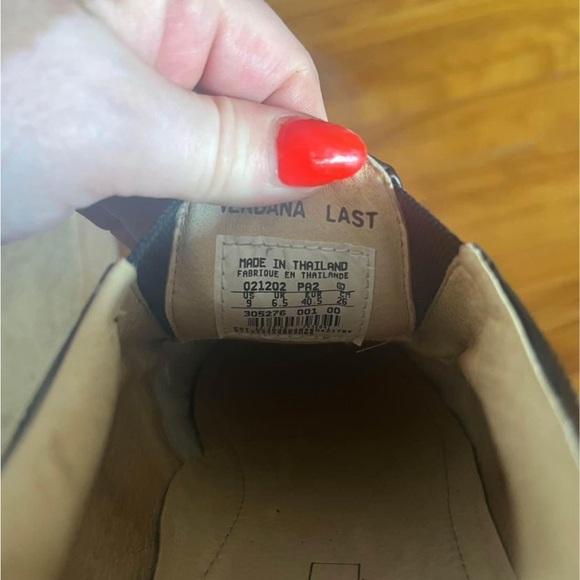 VERDANA LAST
MADE IN THAILAND
FABRIQUE EN THAILANDE
021202 PA2
US UK EUR CM
9 6.5 40.5 26
305276 001 00